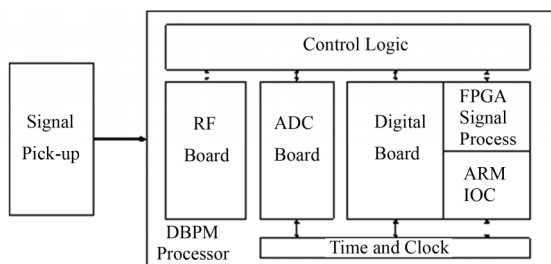 Control Logic
Signal
Pick-up
RF
Board
ADC
Board
Digital
Board
FPGA
Signal
Process
ARM
IOC
DBPM
Processor
Time and Clock